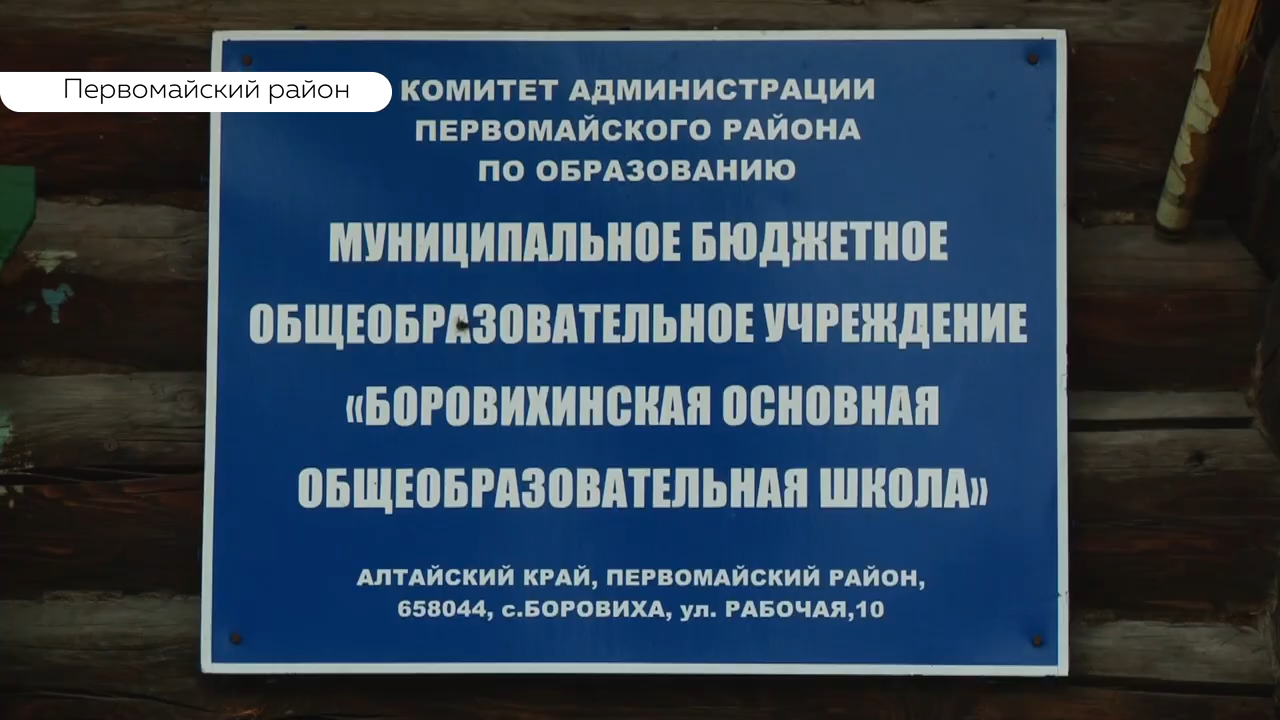 Первомайский район
КОМИТЕТ АДМИНИСТРАЦИИ
ПЕРВОМАЙСКОГО РАЙОНА
ПО ОБРАЗОВАНИЮ
МУНИЦИПАЛЬНОЕ БЮДЖЕТНОЕ
ОБЩЕОБРАЗОВАТЕЛЬНОЕ УЧРЕЖДЕНИЕ
«БОРОВИХИНСКАЯ ОСНОВНАЯ
ОБЩЕОБРАЗОВАТЕЛЬНАЯ ШКОЛА»
АЛТАЙСКИЙ КРАЙ, ПЕРВОМАЙСКИЙ РАЙОН,
658044, с.БОРОВИХА, ул. РАБОЧАЯ,10